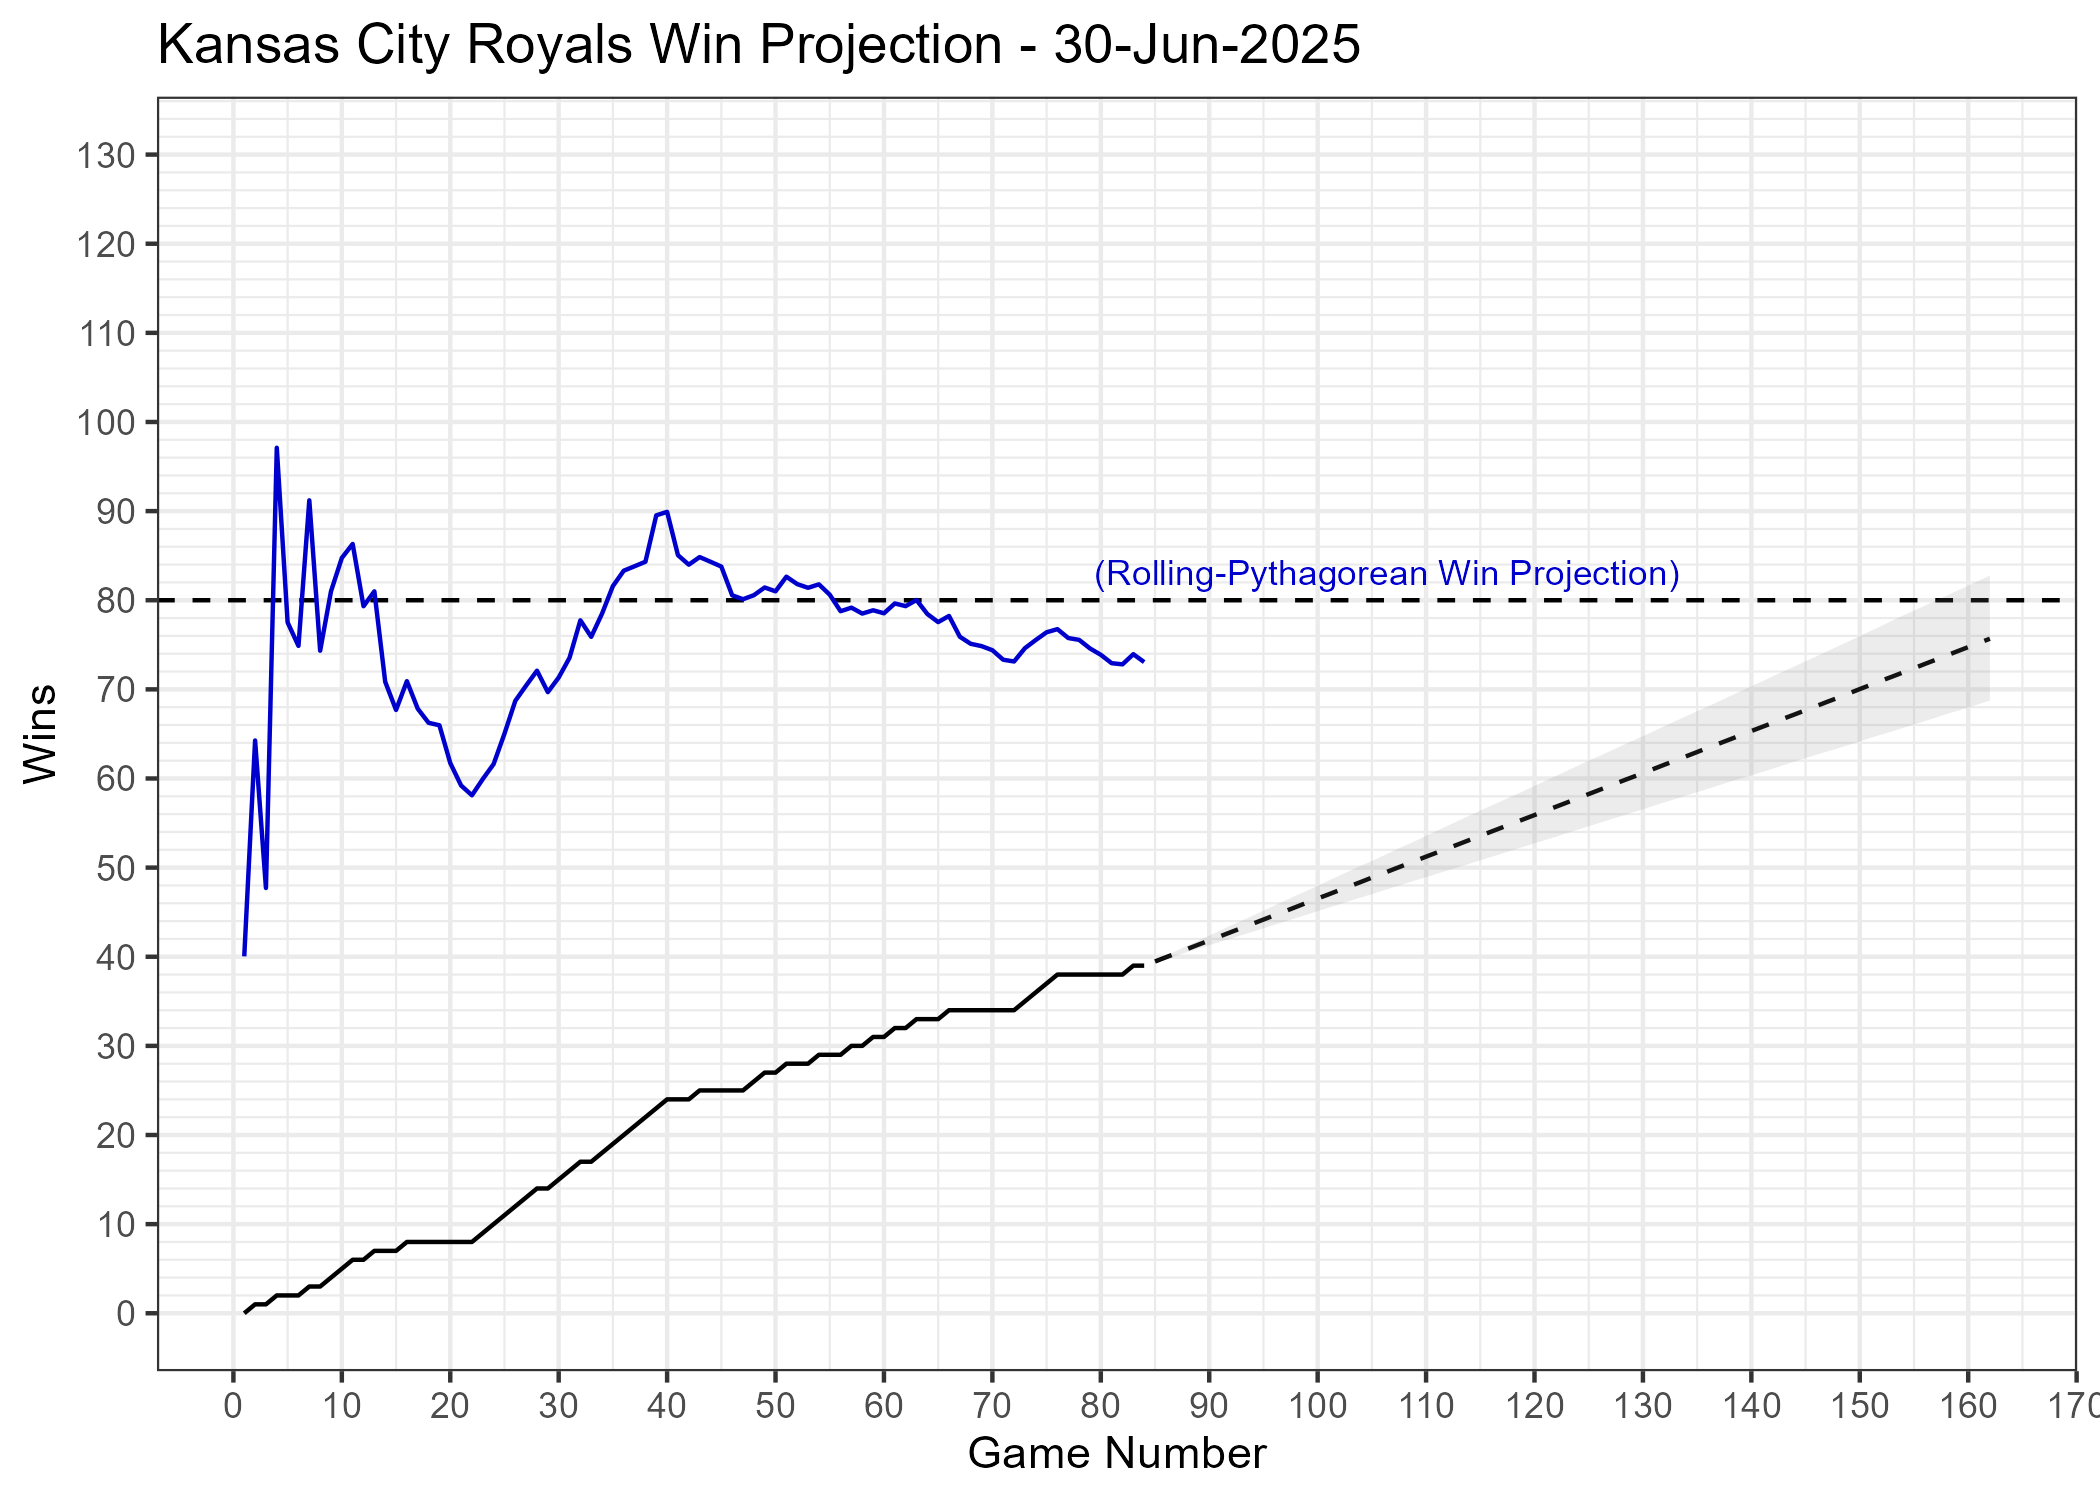 Kansas City Royals Win Projection - 30-Jun-2025
130
120
110
100
90
80
70
60
50
40
30
20
10
0
Wins
(Rolling-Pythagorean Win Projection)
0 10 20 30 40 50 60 70 80 90 100 110 120 130 140 150 160 170
Game Number